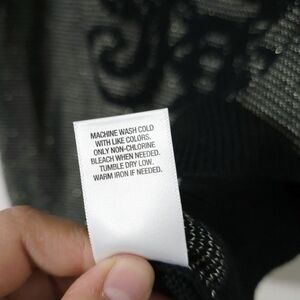 MACHINE WASH COLD
WITH LIKE COLORS.
ONLY NON-CHLORINE
BLEACH WHEN NEEDED.
TUMBLE DRY LOW.
WARM IRON IF NEEDED.